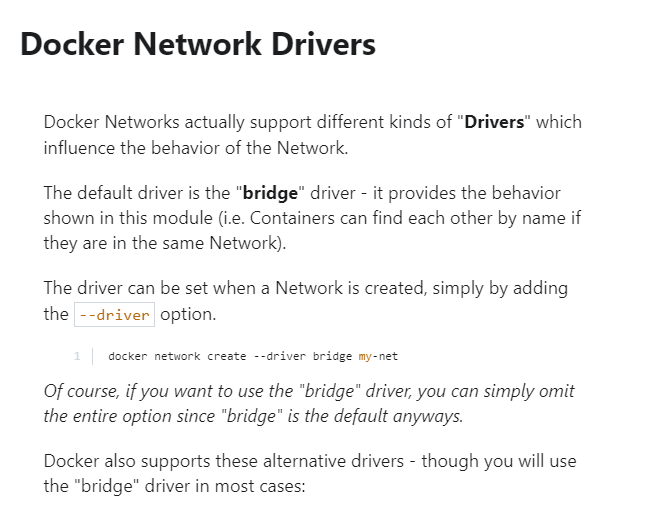 Docker Network Drivers
Docker Networks actually support different kinds of "Drivers" which
influence the behavior of the Network.
The default driver is the "bridge" driver - it provides the behavior
shown in this module (i.e. Containers can find each other by name if
they are in the same Network).
The driver can be set when a Network is created, simply by adding
the --driver option.
1 docker network create --driver bridge my-net
Of course, if you want to use the "bridge" driver, you can simply omit
the entire option since "bridge" is the default anyways.
Docker also supports these alternative drivers - though you will use
the "bridge" driver in most cases: